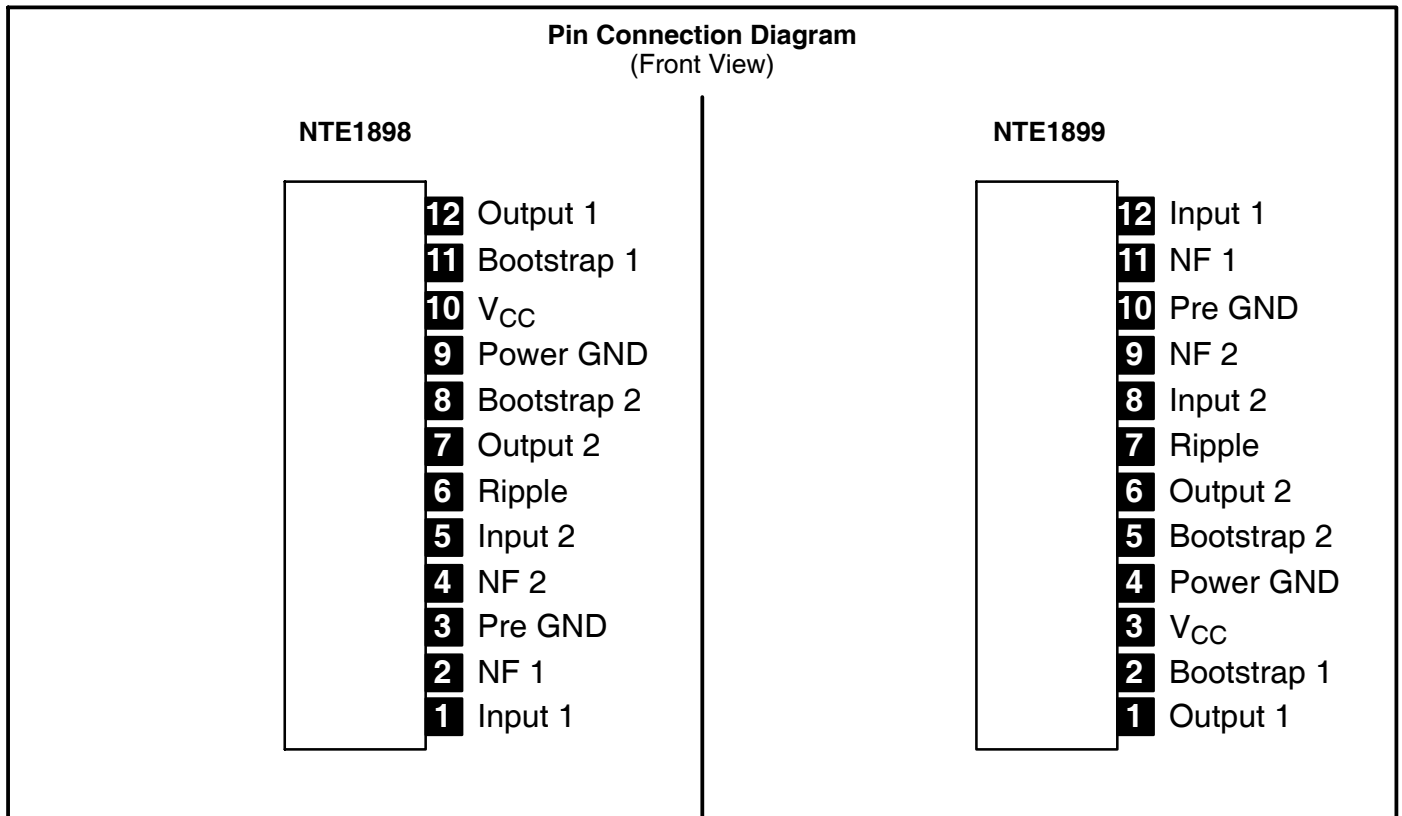 Pin Connection Diagram
(Front View)
NTE1898
12 Output 1
11 Bootstrap 1
10 VCC
9 Power GND
8 Bootstrap 2
7 Output 2
6 Ripple
5 Input 2
4 NF 2
3 Pre GND
2 NF 1
1 Input 1
NTE1899
12 Input 1
11 NF 1
10 Pre GND
9 NF 2
8 Input 2
7 Ripple
6 Output 2
5 Bootstrap 2
4 Power GND
3 VCC
2 Bootstrap 1
1 Output 1